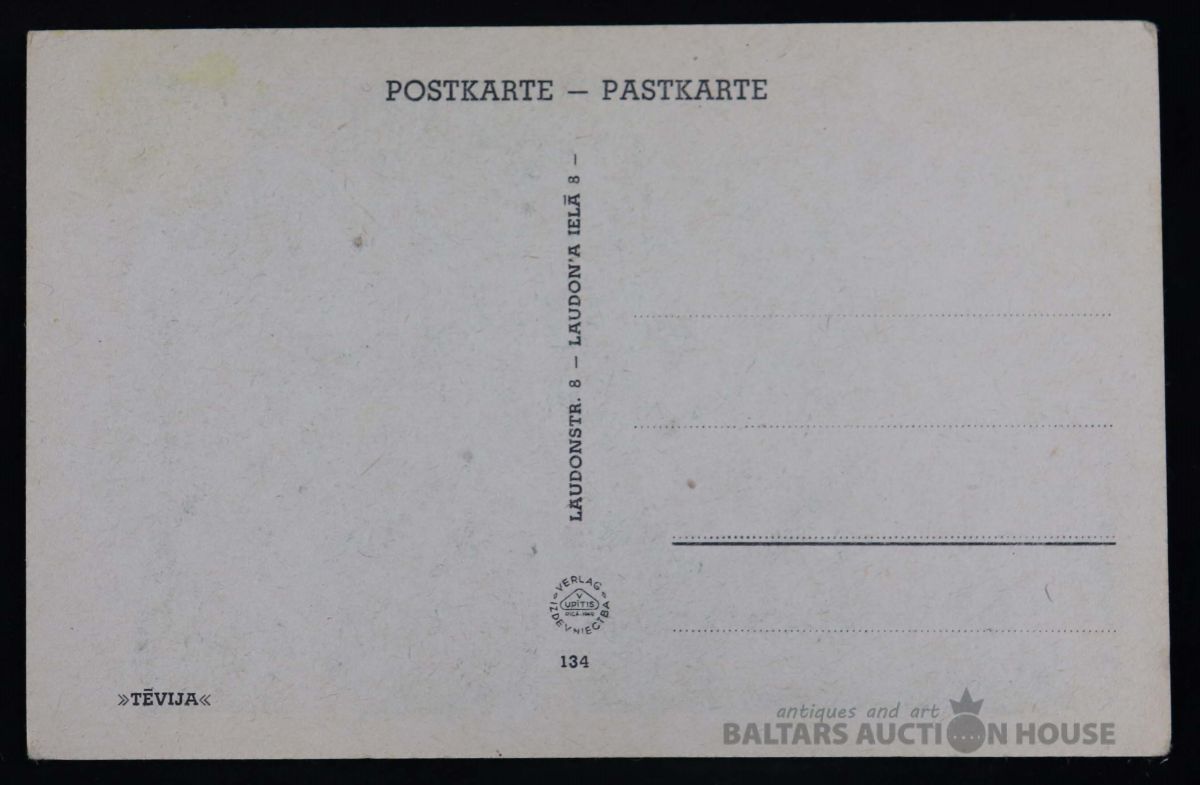 POSTKARTE — PASTKARTE
LAUDONSTR. 8 — LAUDON'A IELĀ 8 —
VERLAG
V
UPĪTIS
IZDEVNIECĪBA
134
»TĒVIJA«
antiques and art
BALTARS AUCTION HOUSE